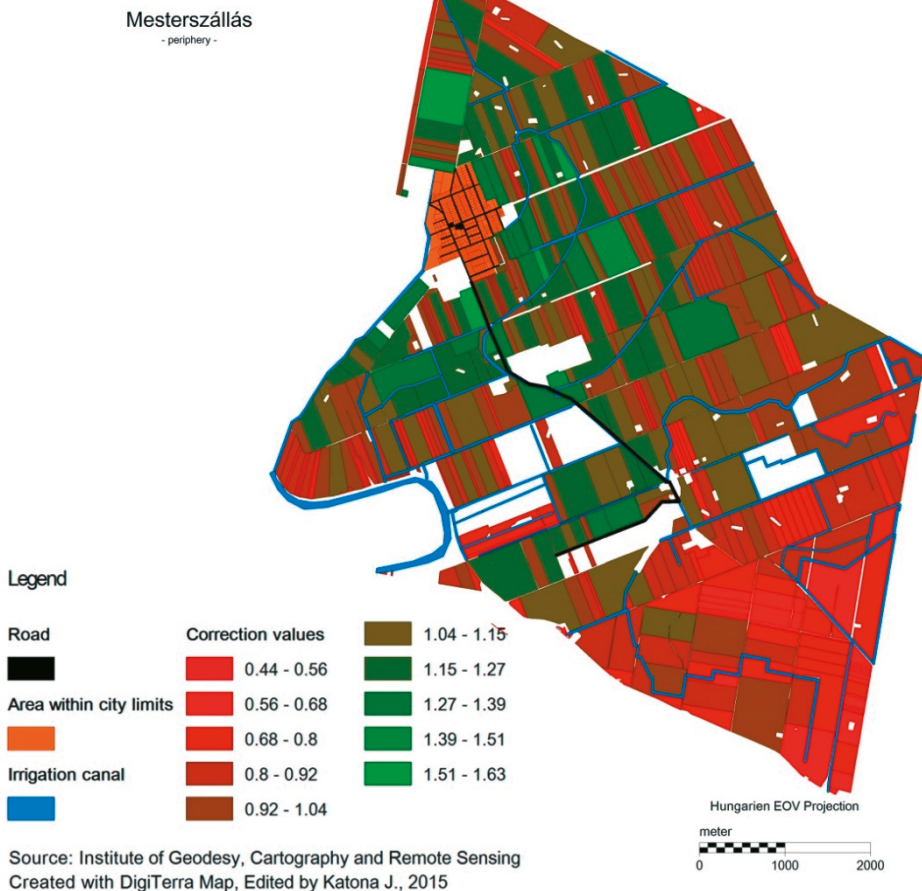 Mesterszállás
- periphery -
Legend
Road
Area within city limits
Irrigation canal
Correction values
0.44 - 0.56
0.56 - 0.68
0.68 - 0.8
0.8 - 0.92
0.92 - 1.04
1.04 - 1.15
1.15 - 1.27
1.27 - 1.39
1.39 - 1.51
1.51 - 1.63
Hungarien EOV Projection
meter
0 1000 2000
Source: Institute of Geodesy, Cartography and Remote Sensing
Created with DigiTerra Map, Edited by Katona J., 2015